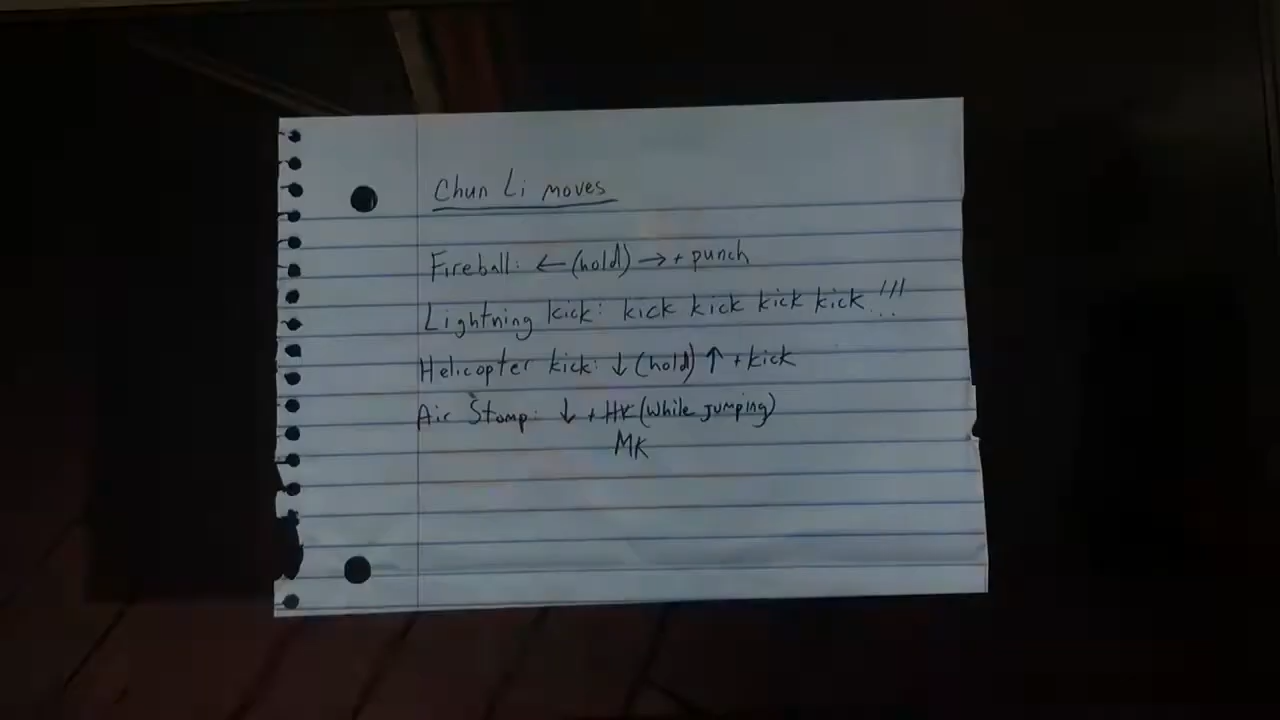 Chun Li moves
Fireball: ← (hold) → + punch
Lightning kick: kick kick kick kick!!!
Helicopter kick: ↓ (hold) ↑ + kick
Air Stomp: ↓ + HK (while jumping)
MK